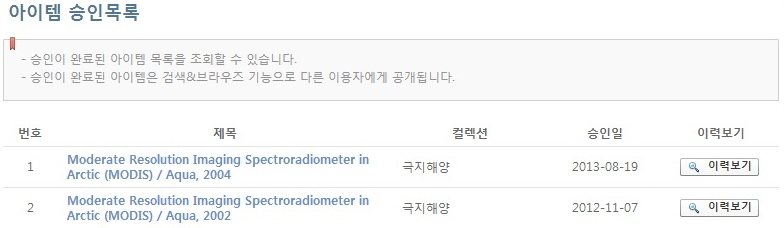 아이템 승인목록
- 승인이 완료된 아이템 목록을 조회할 수 있습니다.
- 승인이 완료된 아이템은 검색&브라우즈 기능으로 다른 이용자에게 공개됩니다.
번호 제목 컬렉션 승인일 이력보기
1 Moderate Resolution Imaging Spectroradiometer in 극지해양 2013-08-19 이력보기
Arctic (MODIS) / Aqua, 2004
2 Moderate Resolution Imaging Spectroradiometer in 극지해양 2012-11-07 이력보기
Arctic (MODIS) / Aqua, 2002